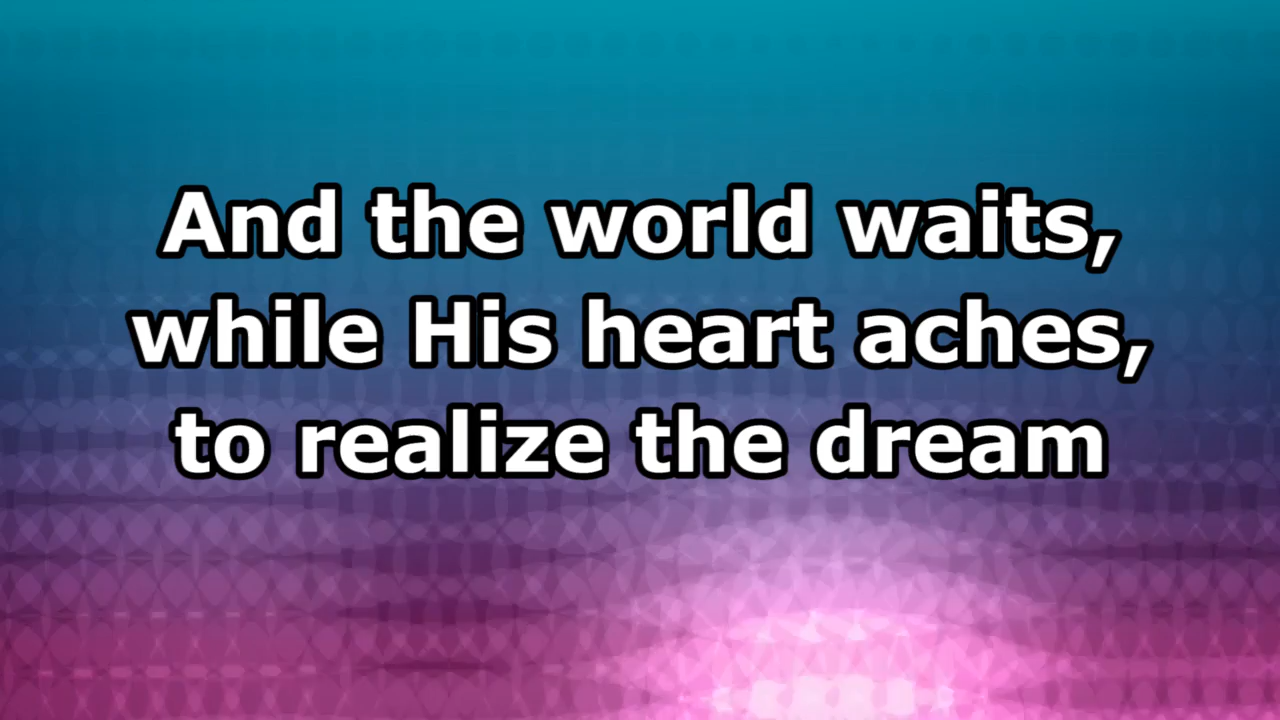 And the world waits,
while His heart aches,
to realize the dream